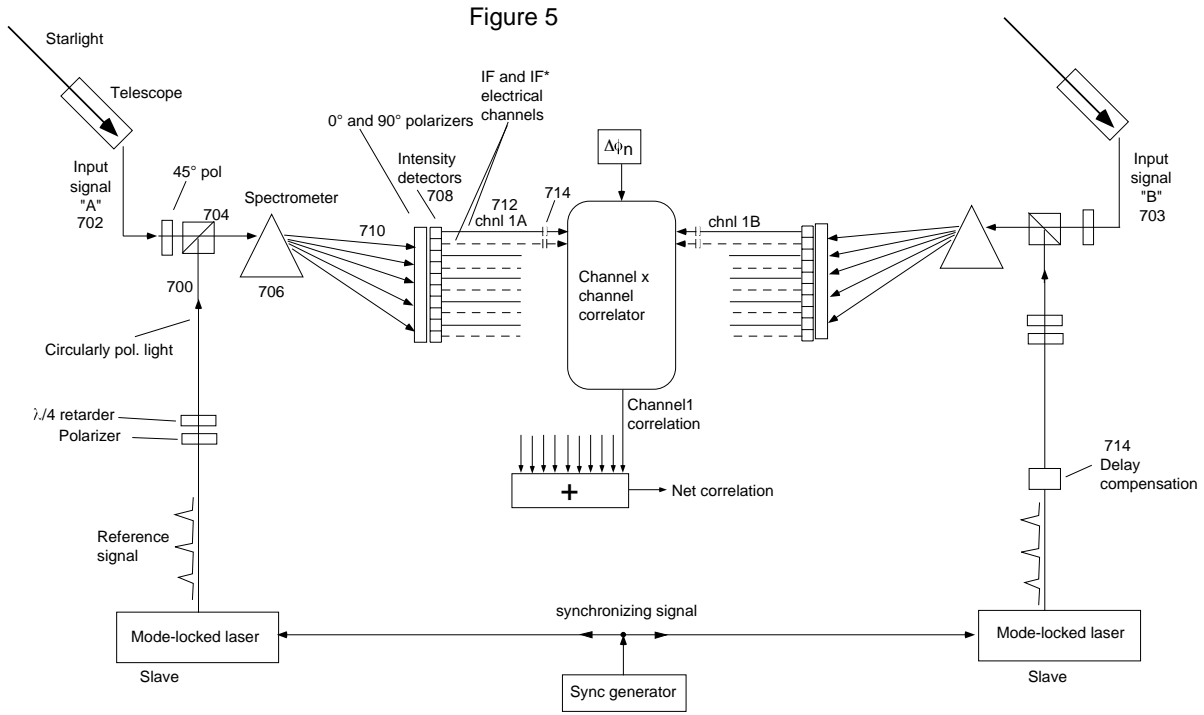 Figure 5
Starlight
Telescope
Input
signal
"A"
702
45° pol
704
Spectrometer
706
700
710
0° and 90° polarizers
Intensity
detectors
708
IF and IF*
electrical
channels
712
chnl 1A
714
Δϕn
Channel x
channel
correlator
chnl 1B
Input
signal
"B"
703
Circularly pol. light
λ/4 retarder
Polarizer
Channel1
correlation
+
Net correlation
714
Delay
compensation
Reference
signal
synchronizing signal
Mode-locked laser
Mode-locked laser
Slave
Slave
Sync generator